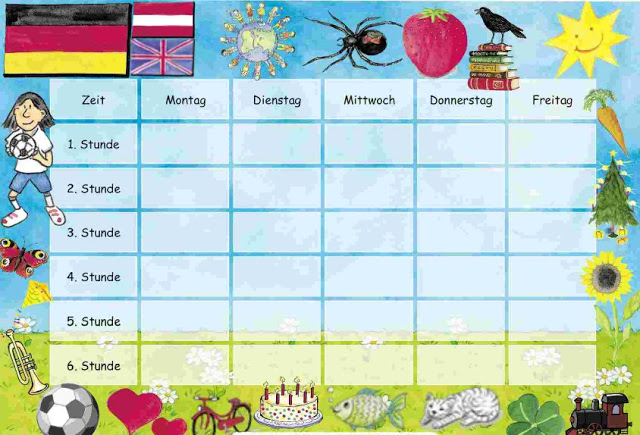 Zeit Montag Dienstag Mittwoch Donnerstag Freitag
1. Stunde
2. Stunde
3. Stunde
4. Stunde
5. Stunde
6. Stunde